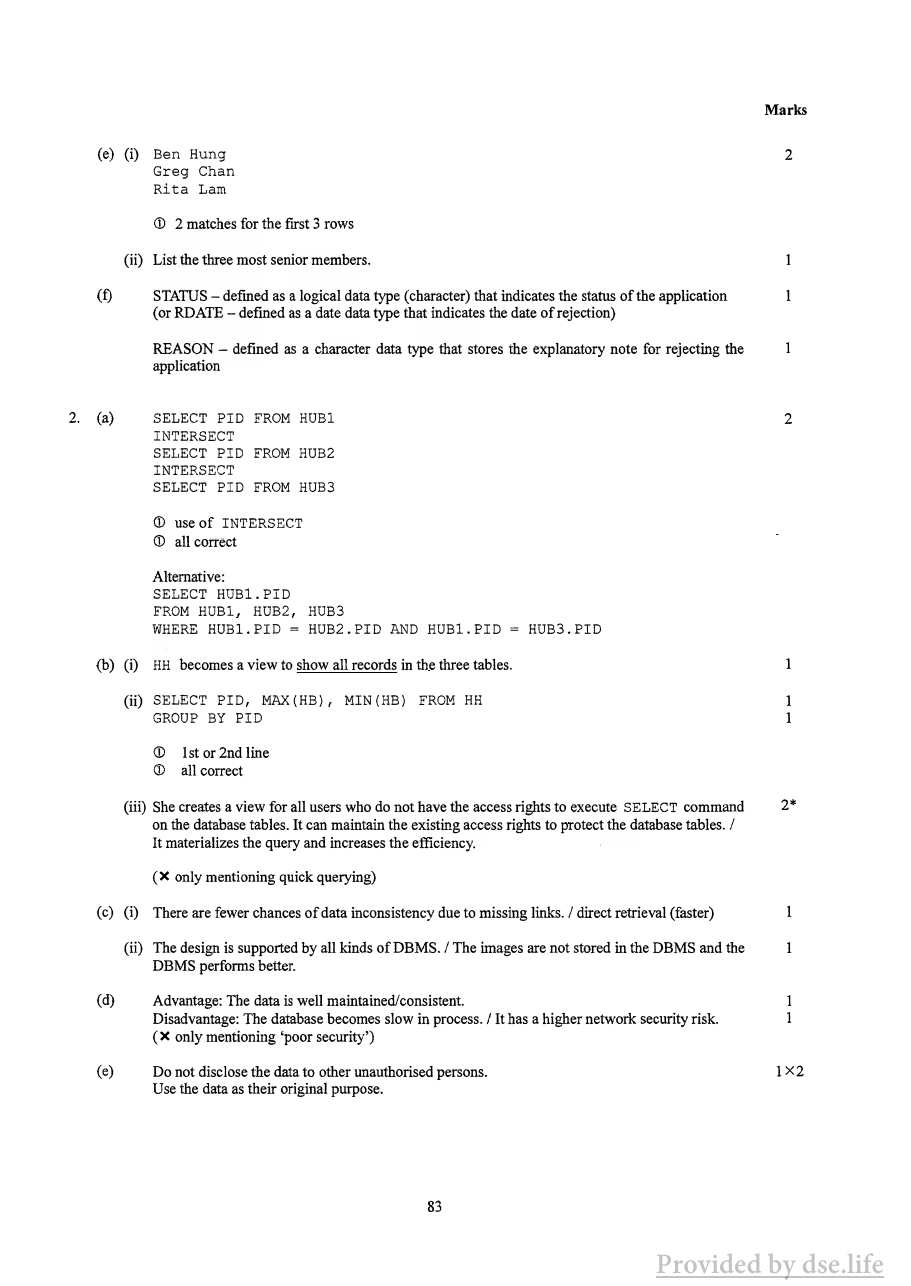 Marks
(e) (i) Ben Hung 2
Greg Chan
Rita Lam
① 2 matches for the first 3 rows
(ii) List the three most senior members. 1
(f) STATUS – defined as a logical data type (character) that indicates the status of the application 1
(or RDATE – defined as a date data type that indicates the date of rejection)
REASON – defined as a character data type that stores the explanatory note for rejecting the 1
application
2. (a) SELECT PID FROM HUB1 2
INTERSECT
SELECT PID FROM HUB2
INTERSECT
SELECT PID FROM HUB3
① use of INTERSECT
① all correct
Alternative:
SELECT HUB1.PID
FROM HUB1, HUB2, HUB3
WHERE HUB1.PID = HUB2.PID AND HUB1.PID = HUB3.PID
(b) (i) HH becomes a view to show all records in the three tables. 1
(ii) SELECT PID, MAX(HB), MIN(HB) FROM HH 1
GROUP BY PID 1
① 1st or 2nd line
① all correct
(iii) She creates a view for all users who do not have the access rights to execute SELECT command 2*
on the database tables. It can maintain the existing access rights to protect the database tables. /
It materializes the query and increases the efficiency.
(✘ only mentioning quick querying)
(c) (i) There are fewer chances of data inconsistency due to missing links. / direct retrieval (faster) 1
(ii) The design is supported by all kinds of DBMS. / The images are not stored in the DBMS and the 1
DBMS performs better.
(d) Advantage: The data is well maintained/consistent. 1
Disadvantage: The database becomes slow in process. / It has a higher network security risk. 1
(✘ only mentioning ‘poor security’)
(e) Do not disclose the data to other unauthorised persons. 1×2
Use the data as their original purpose.
83
Provided by dse.life